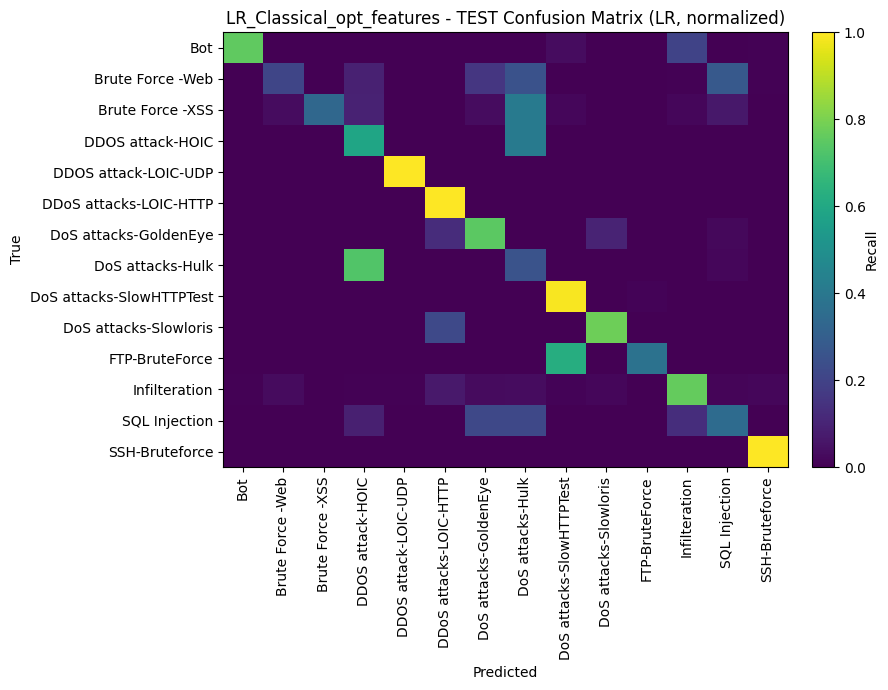 LR_Classical_opt_features - TEST Confusion Matrix (LR, normalized)
True
Bot
Brute Force -Web
Brute Force -XSS
DDOS attack-HOIC
DDOS attack-LOIC-UDP
DDoS attacks-LOIC-HTTP
DoS attacks-GoldenEye
DoS attacks-Hulk
DoS attacks-SlowHTTPTest
DoS attacks-Slowloris
FTP-BruteForce
Infilteration
SQL Injection
SSH-Bruteforce
Bot
Brute Force -Web
Brute Force -XSS
DDOS attack-HOIC
DDOS attack-LOIC-UDP
DDoS attacks-LOIC-HTTP
DoS attacks-GoldenEye
DoS attacks-Hulk
DoS attacks-SlowHTTPTest
DoS attacks-Slowloris
FTP-BruteForce
Infilteration
SQL Injection
SSH-Bruteforce
Predicted
1.0
0.8
0.6
0.4
0.2
0.0
Recall